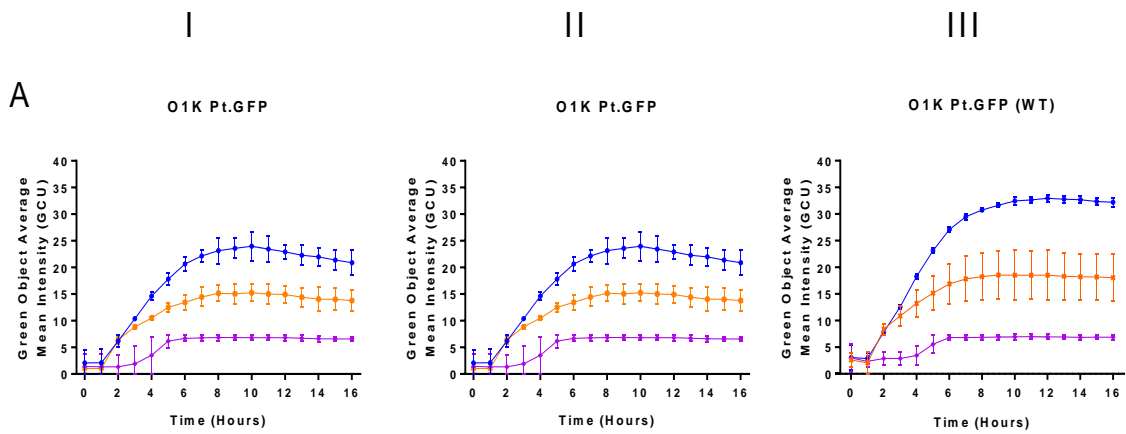 I II III
A
O1K Pt.GFP O1K Pt.GFP O1K Pt.GFP (WT)
Green Object Average
Mean Intensity (GCU)
40
35
30
25
20
15
10
5
0
0 2 4 6 8 10 12 14 16
Time (Hours)
Green Object Average
Mean Intensity (GCU)
40
35
30
25
20
15
10
5
0
0 2 4 6 8 10 12 14 16
Time (Hours)
Green Object Average
Mean Intensity (GCU)
40
35
30
25
20
15
10
5
0
0 2 4 6 8 10 12 14 16
Time (Hours)